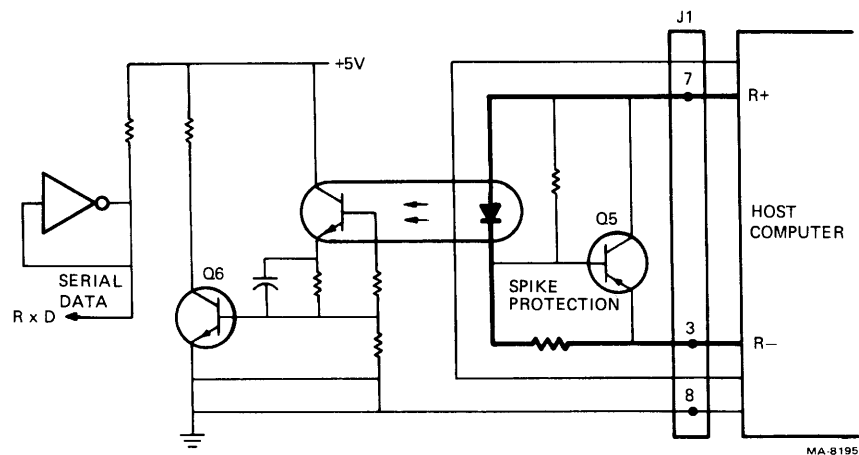 J1
+5V
7
R+
Q5
HOST
COMPUTER
SERIAL
DATA
Q6
SPIKE
PROTECTION
R x D
3
R–
8
MA-8195